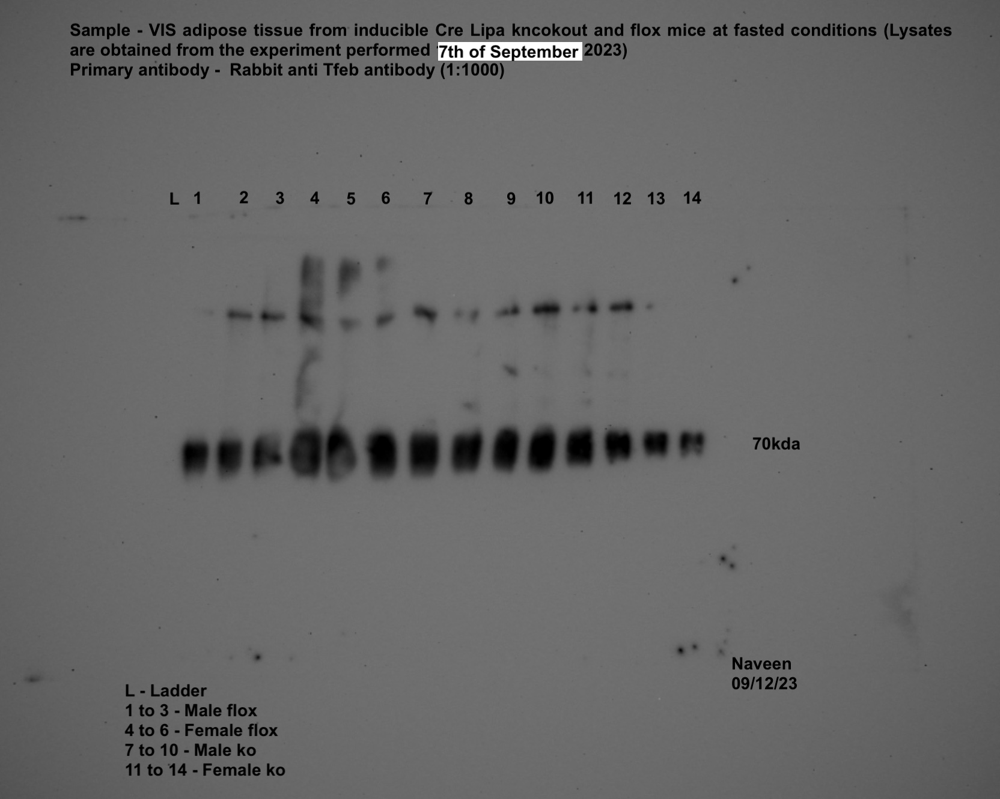 Sample - VIS adipose tissue from inducible Cre Lipa kncokout and flox mice at fasted conditions (Lysates
are obtained from the experiment performed 7th of September 2023)
Primary antibody - Rabbit anti Tfeb antibody (1:1000)
L 1 2 3 4 5 6 7 8 9 10 11 12 13 14
70kda
Naveen
09/12/23
L - Ladder
1 to 3 - Male flox
4 to 6 - Female flox
7 to 10 - Male ko
11 to 14 - Female ko